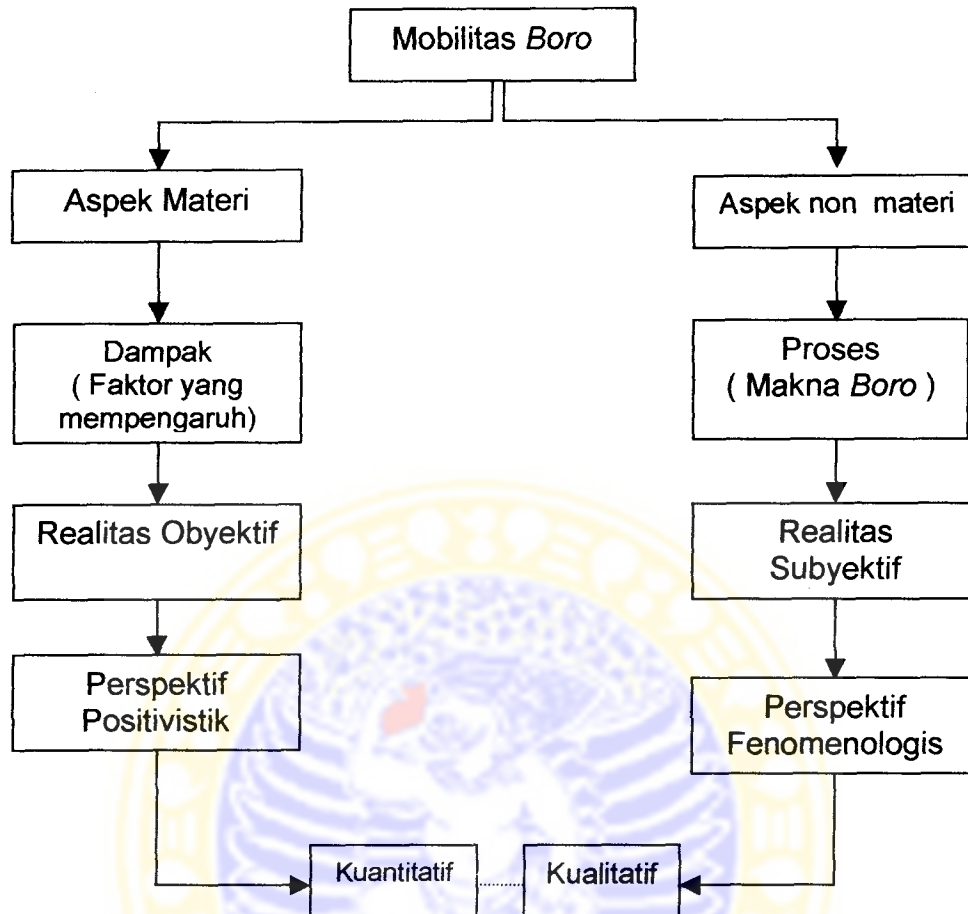 Mobilitas Boro
Aspek Materi
Aspek non materi
Dampak
( Faktor yang
mempengaruh)
Proses
( Makna Boro )
Realitas Obyektif
Realitas
Subyektif
Perspektif
Positivistik
Perspektif
Fenomenologis
Kuantitatif
Kualitatif